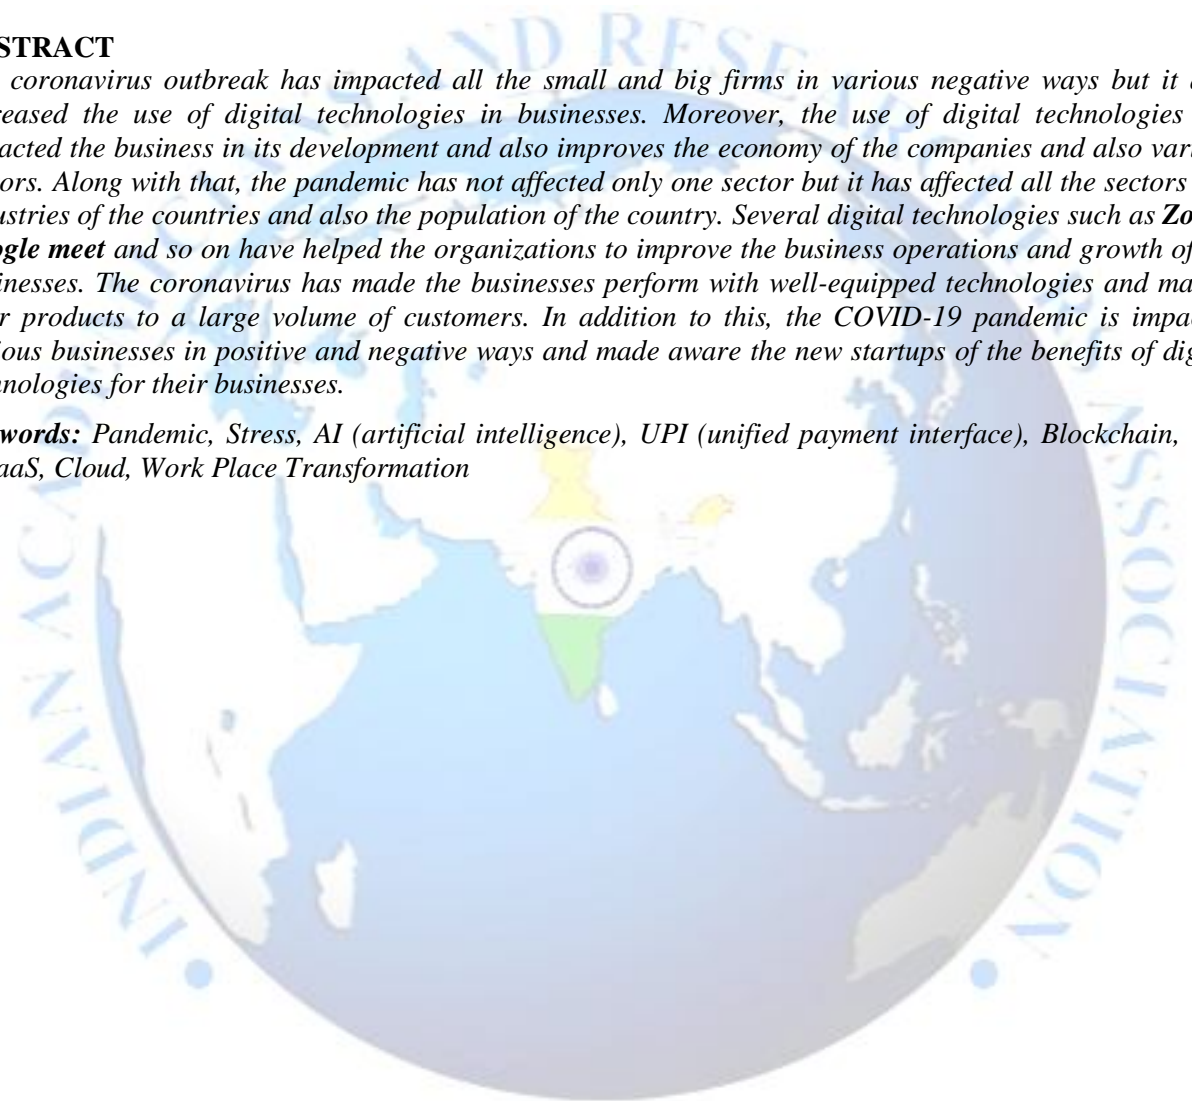 STRACT
coronavirus outbreak has impacted all the small and big firms in various negative ways but it a
reased the use of digital technologies in businesses. Moreover, the use of digital technologies
acted the business in its development and also improves the economy of the companies and also vari
ors. Along with that, the pandemic has not affected only one sector but it has affected all the sectors
ustries of the countries and also the population of the country. Several digital technologies such as Zo
ogle meet and so on have helped the organizations to improve the business operations and growth of
inesses. The coronavirus has made the businesses perform with well-equipped technologies and ma
r products to a large volume of customers. In addition to this, the COVID-19 pandemic is impac
ious businesses in positive and negative ways and made aware the new startups of the benefits of dig
hnologies for their businesses.
words: Pandemic, Stress, AI (artificial intelligence), UPI (unified payment interface), Blockchain,
aaS, Cloud, Work Place Transformation
INDIAN ACADEMICIANS AND RESEARCHERS ASSOCIATION